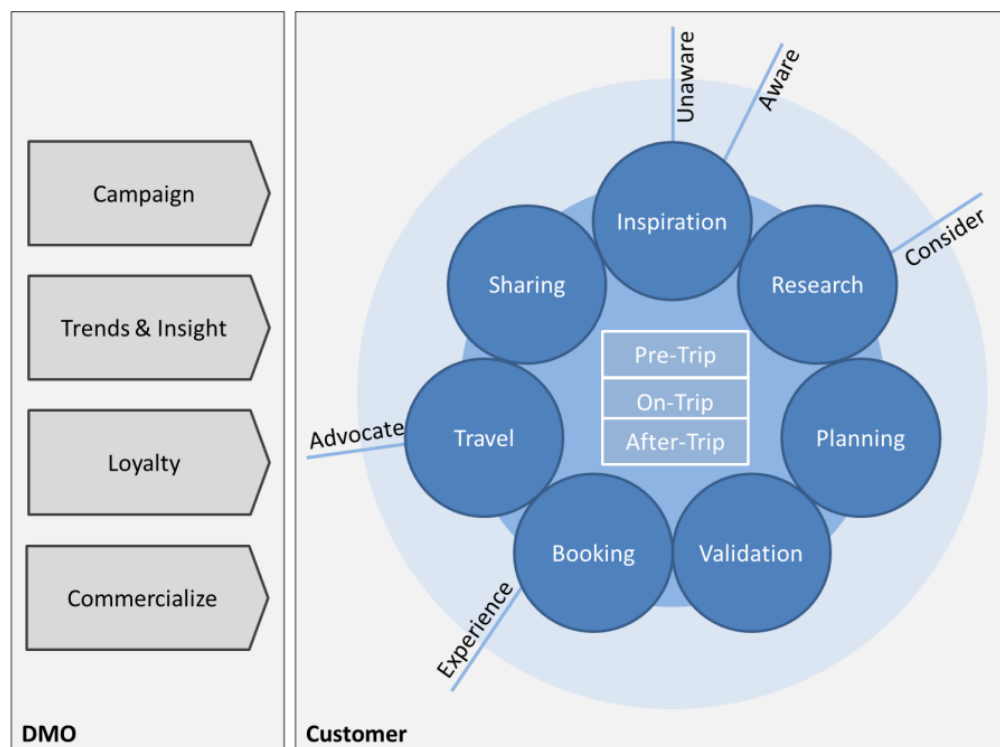 Campaign
Trends & Insight
Loyalty
Commercialize
DMO
Unaware
Aware
Consider
Inspiration
Sharing
Research
Pre-Trip
On-Trip
After-Trip
Advocate
Travel
Planning
Booking
Validation
Experience
Customer